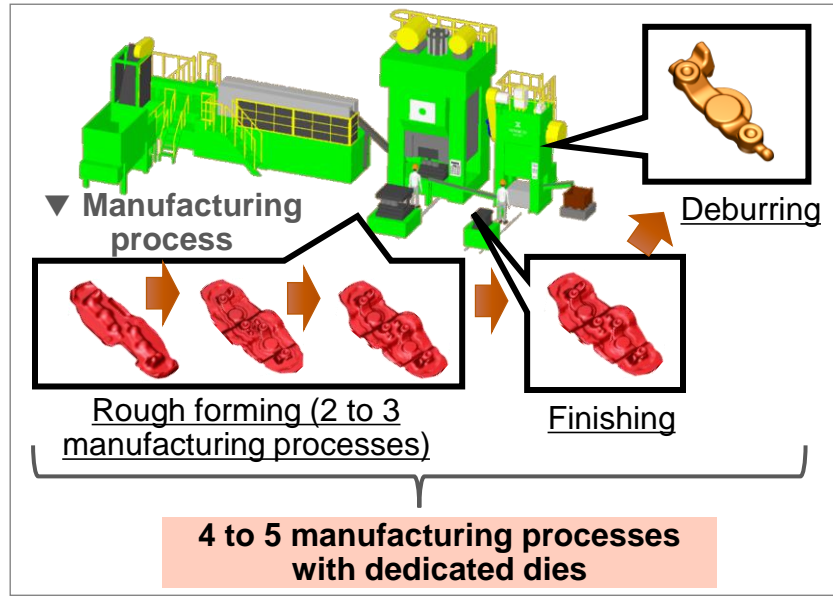 ▼ Manufacturing
process
Deburring
Rough forming (2 to 3
manufacturing processes)
Finishing
4 to 5 manufacturing processes
with dedicated dies